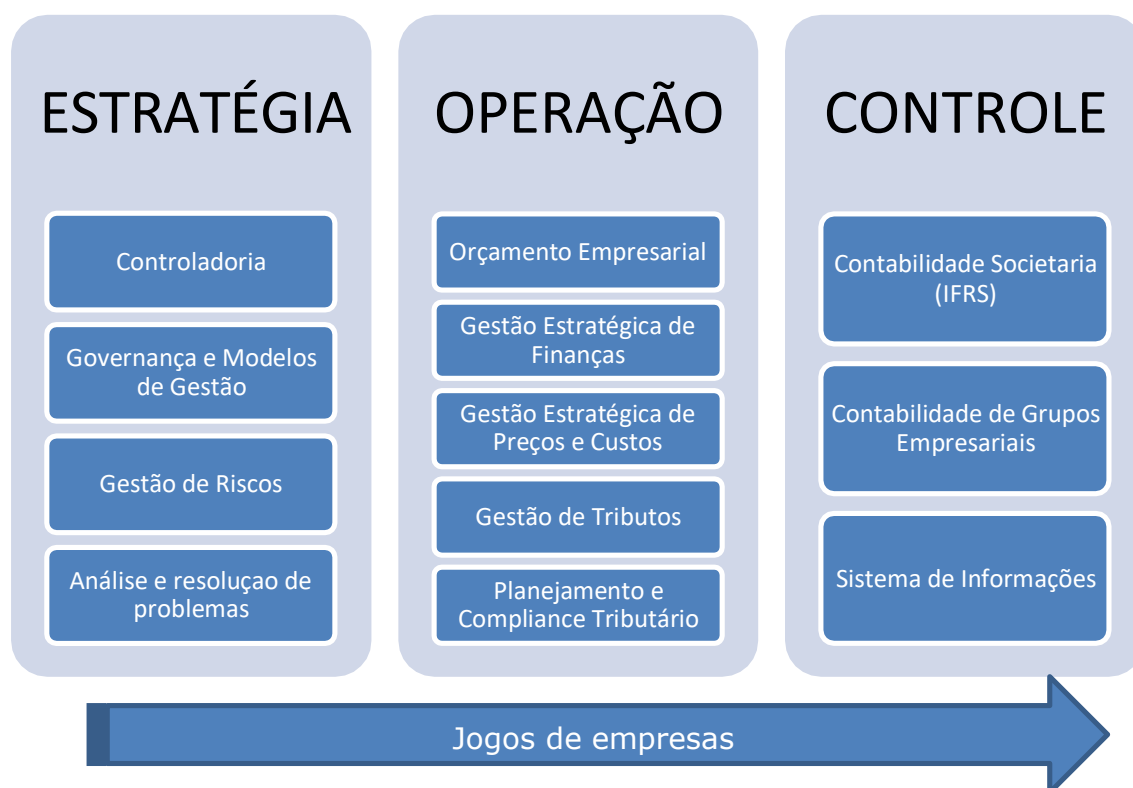 ESTRATÉGIA
Controladoria
Governança e Modelos
de Gestão
Gestão de Riscos
Análise e resoluçao de
problemas
OPERAÇÃO
Orçamento Empresarial
Gestão Estratégica de
Finanças
Gestão Estratégica de
Preços e Custos
Gestão de Tributos
Planejamento e
Compliance Tributário
CONTROLE
Contabilidade Societaria
(IFRS)
Contabilidade de Grupos
Empresariais
Sistema de Informações
Jogos de empresas